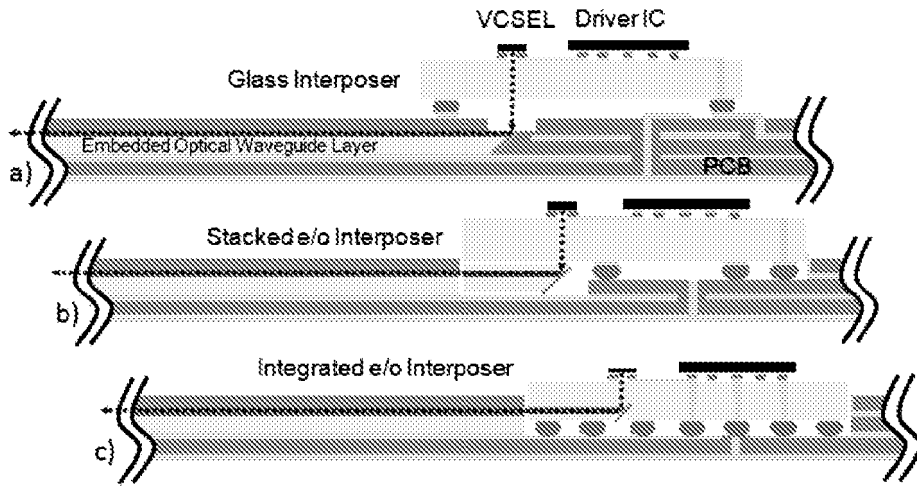 VCSEL Driver IC
Glass Interposer
Embedded Optical Waveguide Layer
a)
PCB
Stacked e/o Interposer
b)
Integrated e/o Interposer
c)